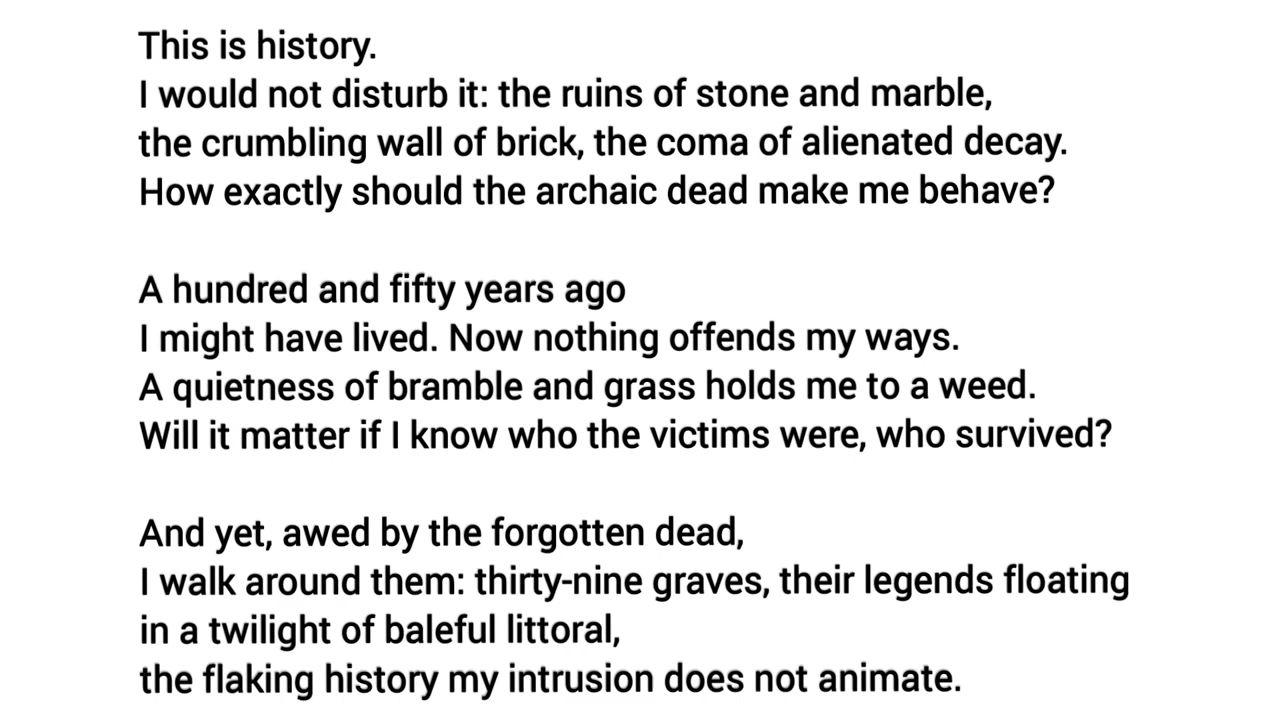 This is history.
I would not disturb it: the ruins of stone and marble,
the crumbling wall of brick, the coma of alienated decay.
How exactly should the archaic dead make me behave?

A hundred and fifty years ago
I might have lived. Now nothing offends my ways.
A quietness of bramble and grass holds me to a weed.
Will it matter if I know who the victims were, who survived?

And yet, awed by the forgotten dead,
I walk around them: thirty-nine graves, their legends floating
in a twilight of baleful littoral,
the flaking history my intrusion does not animate.